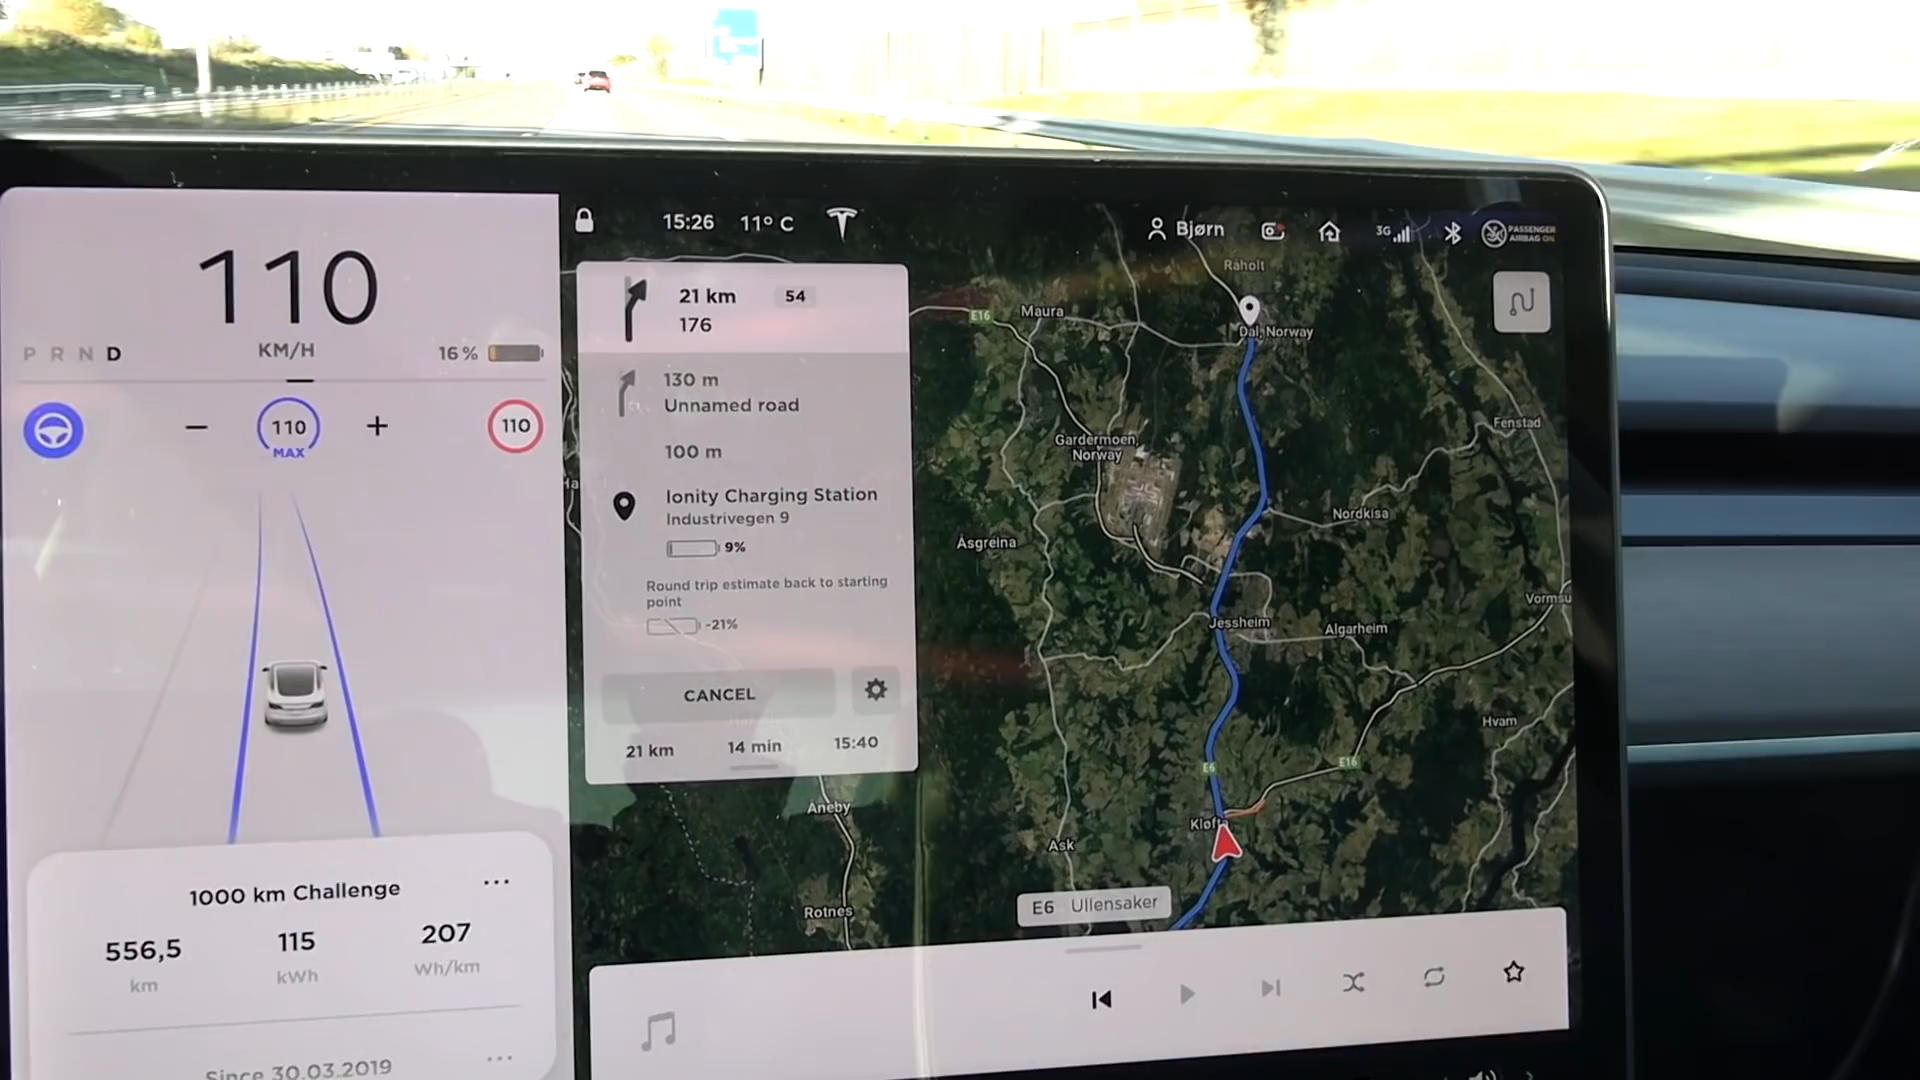 110
KM/H
P R N D
16 %
110
MAX
110
1000 km Challenge
556,5
km
115
kWh
207
Wh/km
Since 30.03.2019
15:26
11° C
Bjørn
3G
PASSENGER
AIRBAG ON
21 km
54
176
130 m
Unnamed road
100 m
Ionity Charging Station
Industrivegen 9
9%
Round trip estimate back to starting
point
-21%
CANCEL
21 km
14 min
15:40
Råholt
E16
Maura
Dal, Norway
Fenstad
Gardermoen,
Norway
Nordkisa
Åsgreina
Vormsu
Jessheim
Algarheim
Hvam
E6
E16
Åneby
Kløfta
Ask
Rotnes
E6 Ullensaker